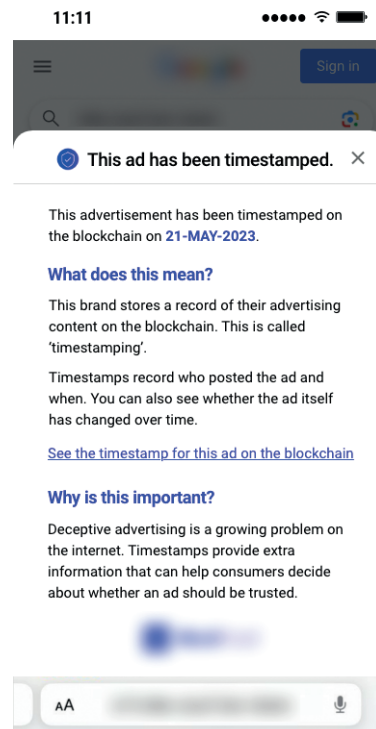 11:11
Sign in
This ad has been timestamped.
This advertisement has been timestamped on
the blockchain on 21-MAY-2023.
What does this mean?
This brand stores a record of their advertising
content on the blockchain. This is called
‘timestamping’.
Timestamps record who posted the ad and
when. You can also see whether the ad itself
has changed over time.
See the timestamp for this ad on the blockchain
Why is this important?
Deceptive advertising is a growing problem on
the internet. Timestamps provide extra
information that can help consumers decide
about whether an ad should be trusted.
AA